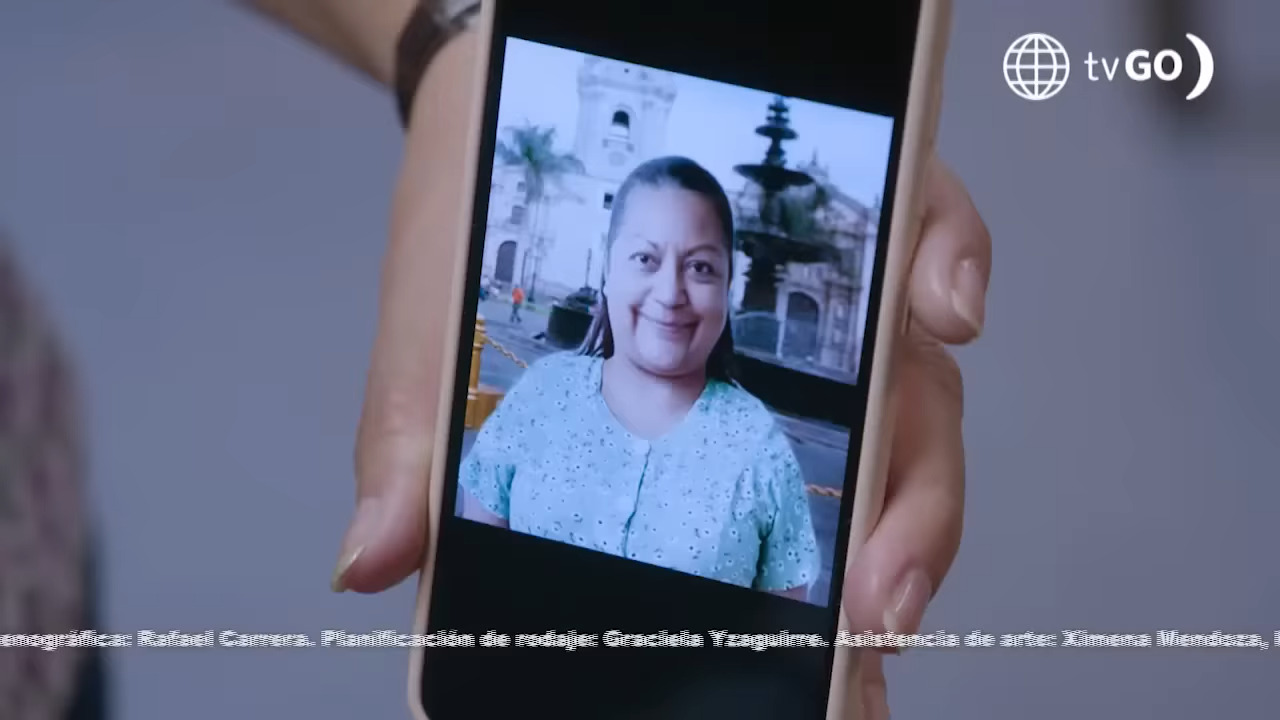 tvGO
enográfica: Rafael Carrera. Planificación de rodaje: Graciela Yzaguirre. Asistencia de arte: Ximena Mendoza,